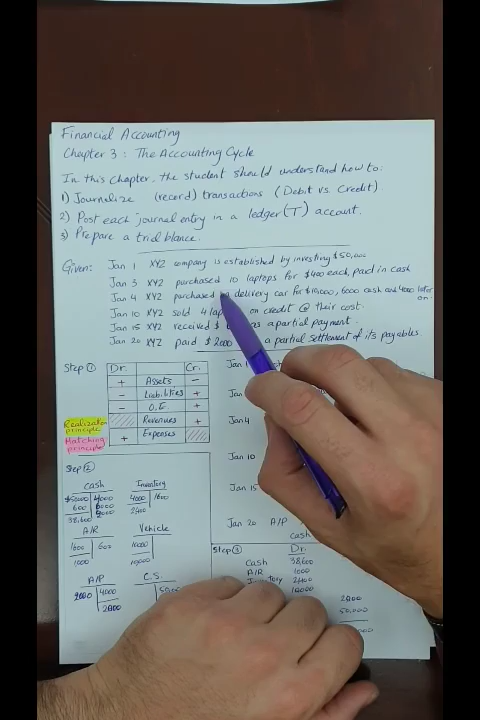 Financial Accounting
Chapter 3: The Accounting Cycle
In this Chapter, the student should understand how to:
1) Journalize (record) transactions (Debit vs. Credit).
2) Post each journal entry in a ledger (T) account.
3) Prepare a trial blance.
Given: Jan 1 XYZ company is established by investing $50,000
Jan 3 XYZ purchased 10 laptops for $400 each, paid in cash
Jan 4 XYZ purchased delivery car for $10,000, 6000 cash and 4000 later on.
Jan 10 XYZ sold 4 on credit @ their cost.
Jan 15 XYZ received $ as a partial payment.
Jan 20 XYZ paid $2000 a partial settlement of its payables.
Step 1
Dr. Cr.
+ Assets -
- Liabilities +
- O.E. +
Revenues +
+ Expenses
Realization principle
Matching principle
Jan 1
Jan
Jan 4
Jan 10
Jan 15
Jan 20 A/P
Cash
Step 2
Cash
$50000 4000
600 6000
2000
38,600
Inventory
4000 1600
2400
A/R
1600 600
1000
Vehicle
10000
10000
A/P
2000 4000
2000
C.S.
Step 3
Dr.
Cash 38,600
A/R 1000
Inventory 2400
10000
2000
50,000